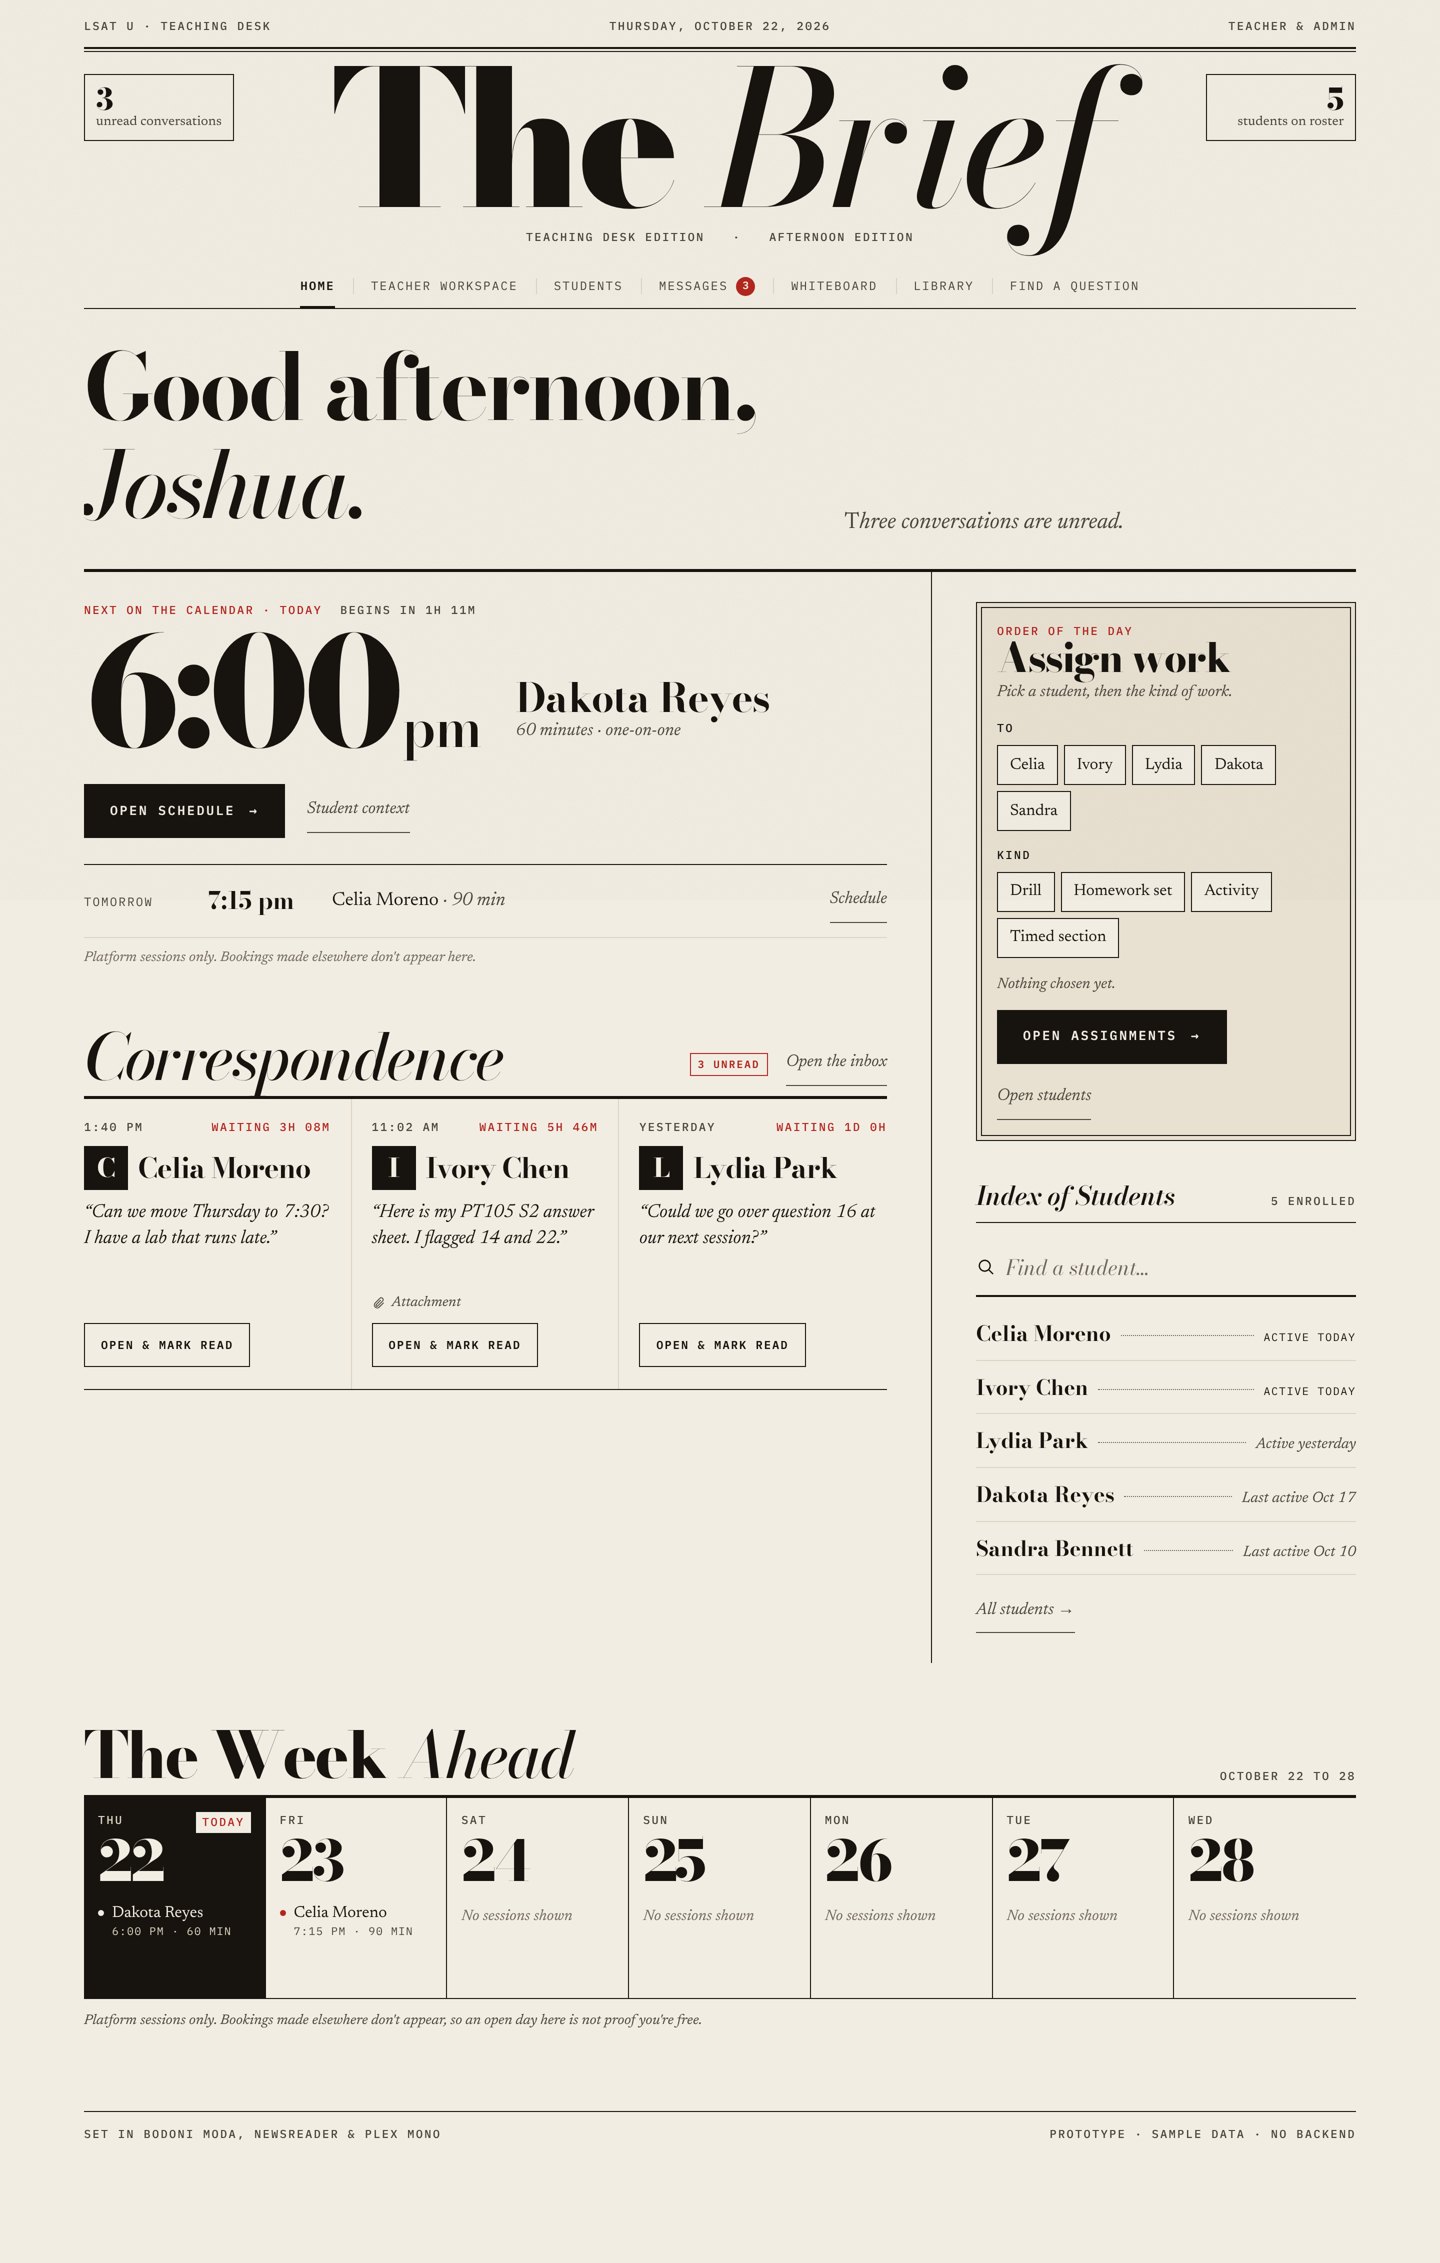 LSAT U · TEACHING DESK
THURSDAY, OCTOBER 22, 2026
TEACHER & ADMIN
3
unread conversations
The Brief
5
students on roster
TEACHING DESK EDITION · AFTERNOON EDITION
HOME
TEACHER WORKSPACE
STUDENTS
MESSAGES 3
WHITEBOARD
LIBRARY
FIND A QUESTION
Good afternoon,
Joshua.
Three conversations are unread.
NEXT ON THE CALENDAR · TODAY BEGINS IN 1H 11M
6:00 pm
Dakota Reyes
60 minutes · one-on-one
OPEN SCHEDULE →
Student context
TOMORROW
7:15 pm
Celia Moreno · 90 min
Schedule
Platform sessions only. Bookings made elsewhere don't appear here.
Correspondence
3 UNREAD
Open the inbox
1:40 PM
WAITING 3H 08M
C
Celia Moreno
“Can we move Thursday to 7:30?
I have a lab that runs late.”
OPEN & MARK READ
11:02 AM
WAITING 5H 46M
I
Ivory Chen
“Here is my PT105 S2 answer
sheet. I flagged 14 and 22.”
Attachment
OPEN & MARK READ
YESTERDAY
WAITING 1D 0H
L
Lydia Park
“Could we go over question 16 at
our next session?”
OPEN & MARK READ
ORDER OF THE DAY
Assign work
Pick a student, then the kind of work.
TO
Celia
Ivory
Lydia
Dakota
Sandra
KIND
Drill
Homework set
Activity
Timed section
Nothing chosen yet.
OPEN ASSIGNMENTS →
Open students
Index of Students
5 ENROLLED
Find a student...
Celia Moreno
ACTIVE TODAY
Ivory Chen
ACTIVE TODAY
Lydia Park
Active yesterday
Dakota Reyes
Last active Oct 17
Sandra Bennett
Last active Oct 10
All students →
The Week Ahead
OCTOBER 22 TO 28
THU
TODAY
22
Dakota Reyes
6:00 PM · 60 MIN
FRI
23
Celia Moreno
7:15 PM · 90 MIN
SAT
24
No sessions shown
SUN
25
No sessions shown
MON
26
No sessions shown
TUE
27
No sessions shown
WED
28
No sessions shown
Platform sessions only. Bookings made elsewhere don't appear, so an open day here is not proof you're free.
SET IN BODONI MODA, NEWSREADER & PLEX MONO
PROTOTYPE · SAMPLE DATA · NO BACKEND